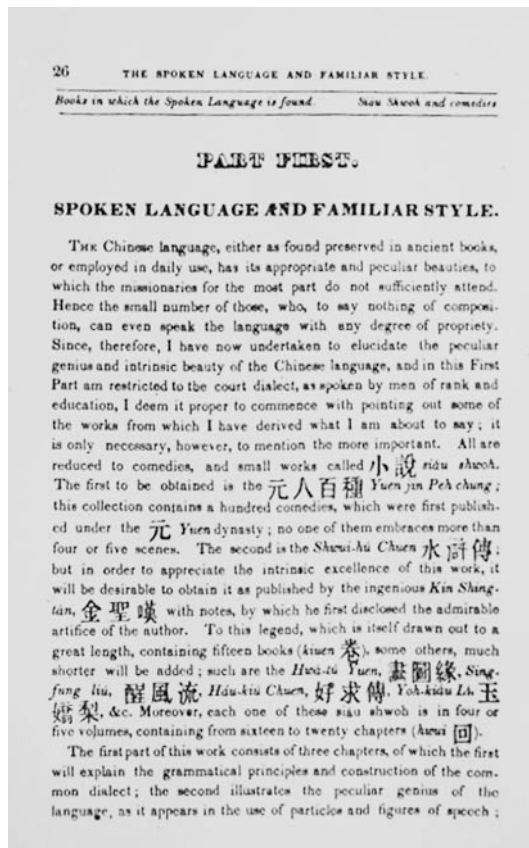 26 THE SPOKEN LANGUAGE AND FAMILIAR STYLE.
Books in which the Spoken Language is found. Siau Shwoh and comedies
PART FIRST.
SPOKEN LANGUAGE AND FAMILIAR STYLE.
THE Chinese language, either as found preserved in ancient books,
or employed in daily use, has its appropriate and peculiar beauties, to
which the missionaries for the most part do not sufficiently attend.
Hence the small number of those, who, to say nothing of composi-
tion, can even speak the language with any degree of propriety.
Since, therefore, I have now undertaken to elucidate the peculiar
genius and intrinsic beauty of the Chinese language, and in this First
Part am restricted to the court dialect, as spoken by men of rank and
education, I deem it proper to commence with pointing out some of
the works from which I have derived what I am about to say; it
is only necessary, however, to mention the more important. All are
reduced to comedies, and small works called 小說 siáu shwoh.
The first to be obtained is the 元人百種 Yuen jin Peh chung;
this collection contains a hundred comedies, which were first publish-
ed under the 元 Yuen dynasty; no one of them embraces more than
four or five scenes. The second is the Shwui-hú Chuen 水滸傳;
but in order to appreciate the intrinsic excellence of this work, it
will be desirable to obtain it as published by the ingenious Kin Shing-
tán, 金聖嘆 with notes, by which he first disclosed the admirable
artifice of the author. To this legend, which is itself drawn out to a
great length, containing fifteen books (kiuen 卷), some others, much
shorter will be added; such are the Hwá-tú Yuen, 畫圖緣, Sing-
fung liú, 醒風流, Háu-kiú Chuen, 好求傳, Yoh-kiáu Lí, 玉
嬌梨, &c. Moreover, each one of these siáu shwoh is in four or
five volumes, containing from sixteen to twenty chapters (hwui 回).
The first part of this work consists of three chapters, of which the first
will explain the grammatical principles and construction of the com-
mon dialect; the second illustrates the peculiar genius of the
language, as it appears in the use of particles and figures of speech;